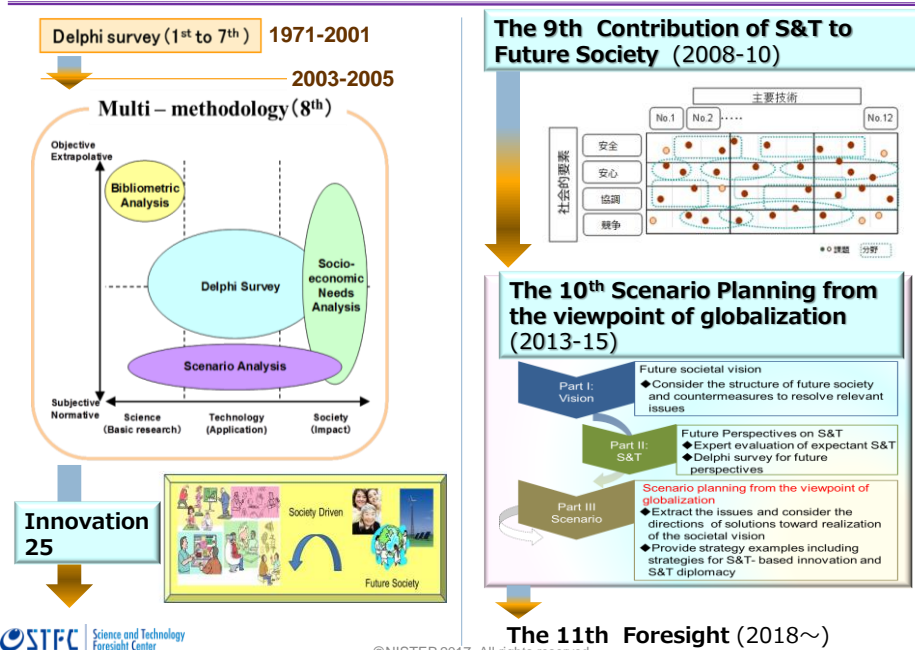 Delphi survey (1st to 7th) 1971-2001
2003-2005
Multi – methodology(8th)
Objective
Extrapolative
Bibliometric
Analysis
Delphi Survey
Socio-
economic
Needs
Analysis
Scenario Analysis
Subjective
Normative
Science
(Basic research)
Technology
(Application)
Society
(Impact)
Innovation
25
Society Driven
Future Society
STFC
Science and Technology
Foresight Center
The 9th Contribution of S&T to
Future Society (2008-10)
主要技術
No.1 No.2 ‥‥‥ No.12
社会的要素
安全
安心
協調
競争
課題 分野
The 10th Scenario Planning from
the viewpoint of globalization
(2013-15)
Part I:
Vision
Future societal vision
◆Consider the structure of future society
and countermeasures to resolve relevant
issues
Part II:
S&T
Future Perspectives on S&T
◆Expert evaluation of expectant S&T
◆Delphi survey for future
perspectives
Part III
Scenario
Scenario planning from the viewpoint of
globalization
◆Extract the issues and consider the
directions of solutions toward realization
of the societal vision
◆Provide strategy examples including
strategies for S&T- based innovation and
S&T diplomacy
The 11th Foresight (2018～)
©NISTEP 2017 All rights reserved